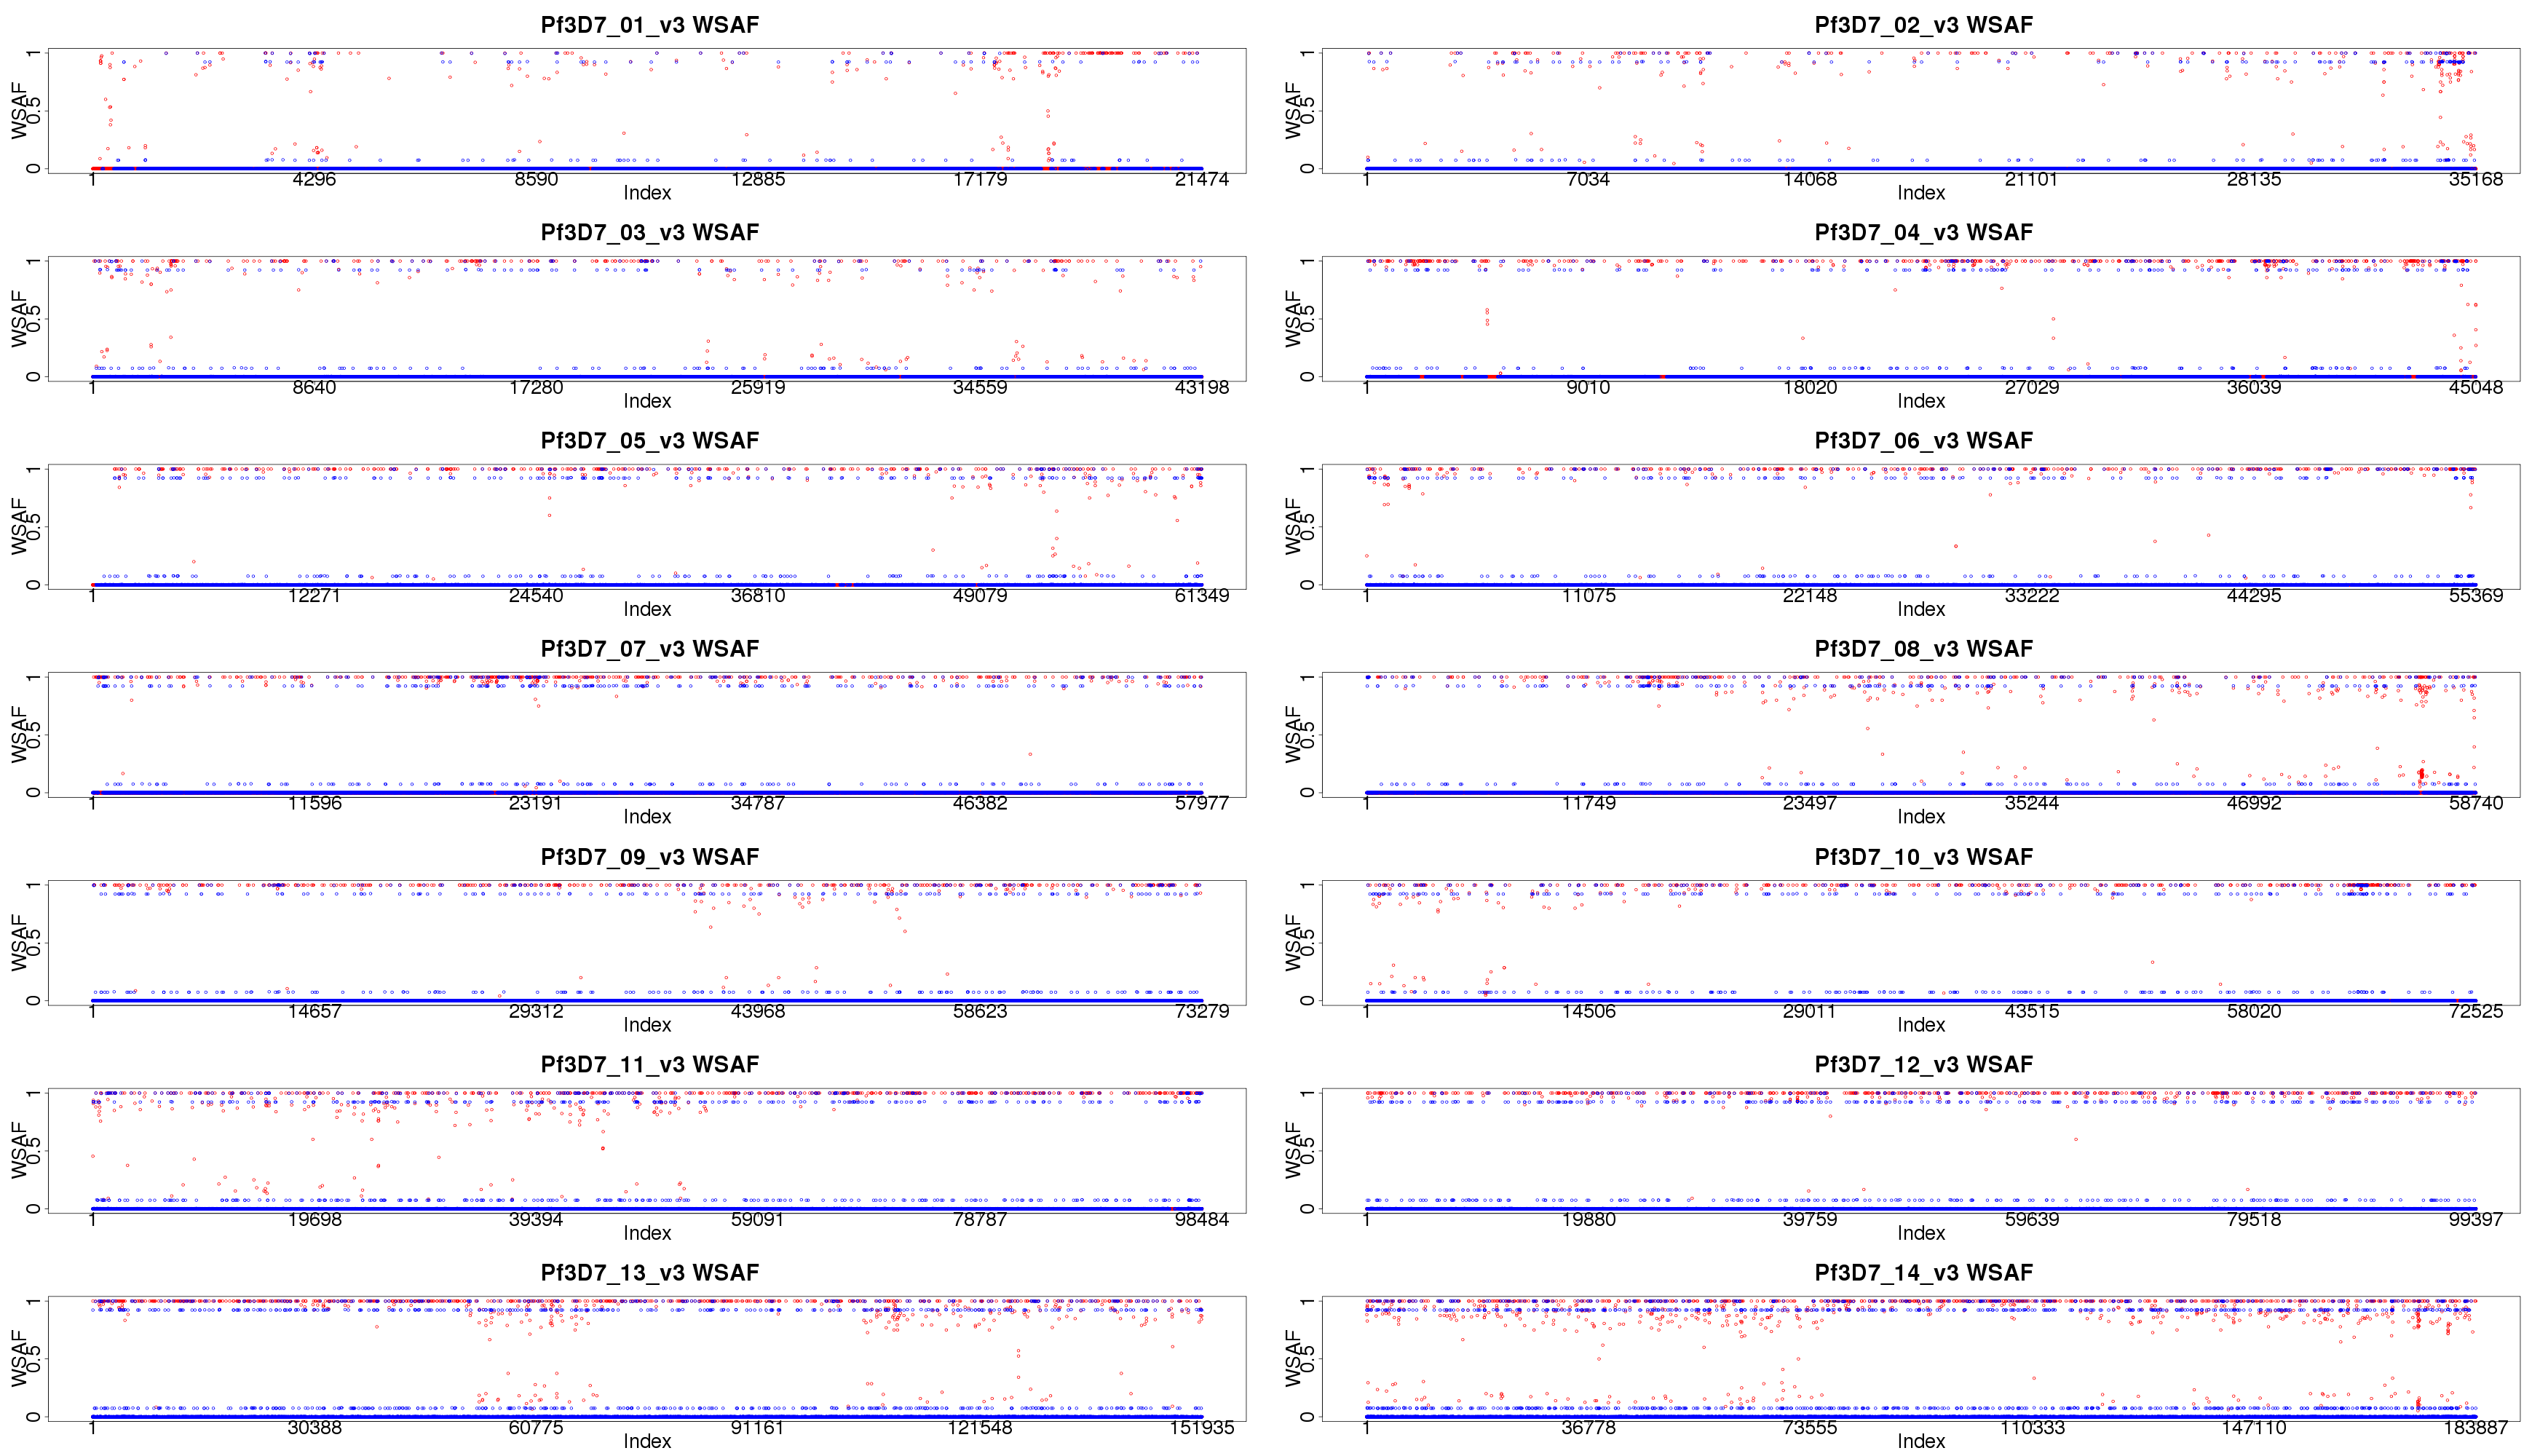 Pf3D7_01_v3 WSAF
WSAF
1
0.5
0
1 4296 8590 12885 17179 21474
Index
Pf3D7_02_v3 WSAF
WSAF
1
0.5
0
1 7034 14068 21101 28135 35168
Index
Pf3D7_03_v3 WSAF
WSAF
1
0.5
0
1 8640 17280 25919 34559 43198
Index
Pf3D7_04_v3 WSAF
WSAF
1
0.5
0
1 9010 18020 27029 36039 45048
Index
Pf3D7_05_v3 WSAF
WSAF
1
0.5
0
1 12271 24540 36810 49079 61349
Index
Pf3D7_06_v3 WSAF
WSAF
1
0.5
0
1 11075 22148 33222 44295 55369
Index
Pf3D7_07_v3 WSAF
WSAF
1
0.5
0
1 11596 23191 34787 46382 57977
Index
Pf3D7_08_v3 WSAF
WSAF
1
0.5
0
1 11749 23497 35244 46992 58740
Index
Pf3D7_09_v3 WSAF
WSAF
1
0.5
0
1 14657 29312 43968 58623 73279
Index
Pf3D7_10_v3 WSAF
WSAF
1
0.5
0
1 14506 29011 43515 58020 72525
Index
Pf3D7_11_v3 WSAF
WSAF
1
0.5
0
1 19698 39394 59091 78787 98484
Index
Pf3D7_12_v3 WSAF
WSAF
1
0.5
0
1 19880 39759 59639 79518 99397
Index
Pf3D7_13_v3 WSAF
WSAF
1
0.5
0
1 30388 60775 91161 121548 151935
Index
Pf3D7_14_v3 WSAF
WSAF
1
0.5
0
1 36778 73555 110333 147110 183887
Index